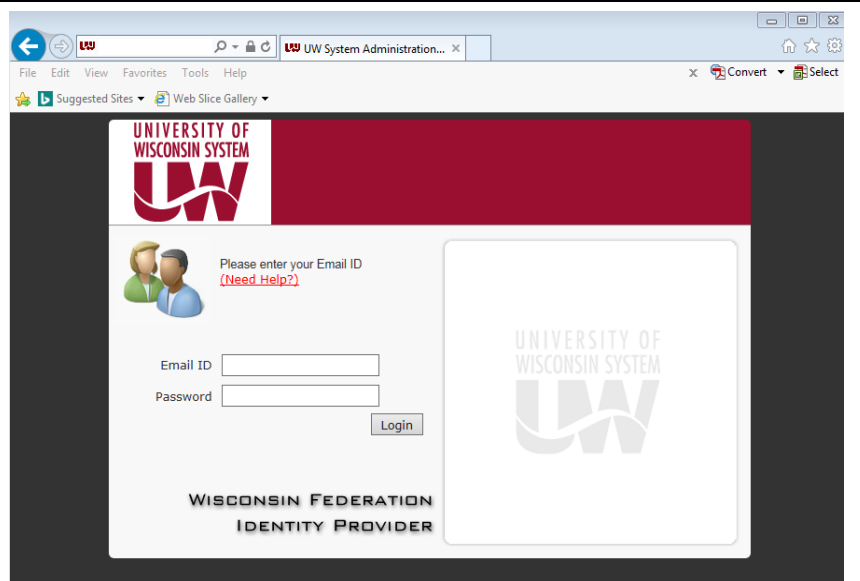 UW System Administration...
File Edit View Favorites Tools Help
x Convert Select
Suggested Sites Web Slice Gallery
UNIVERSITY OF
WISCONSIN SYSTEM
UW
Please enter your Email ID
(Need Help?)
Email ID
Password
Login
WISCONSIN FEDERATION
IDENTITY PROVIDER
UNIVERSITY OF
WISCONSIN SYSTEM
UW